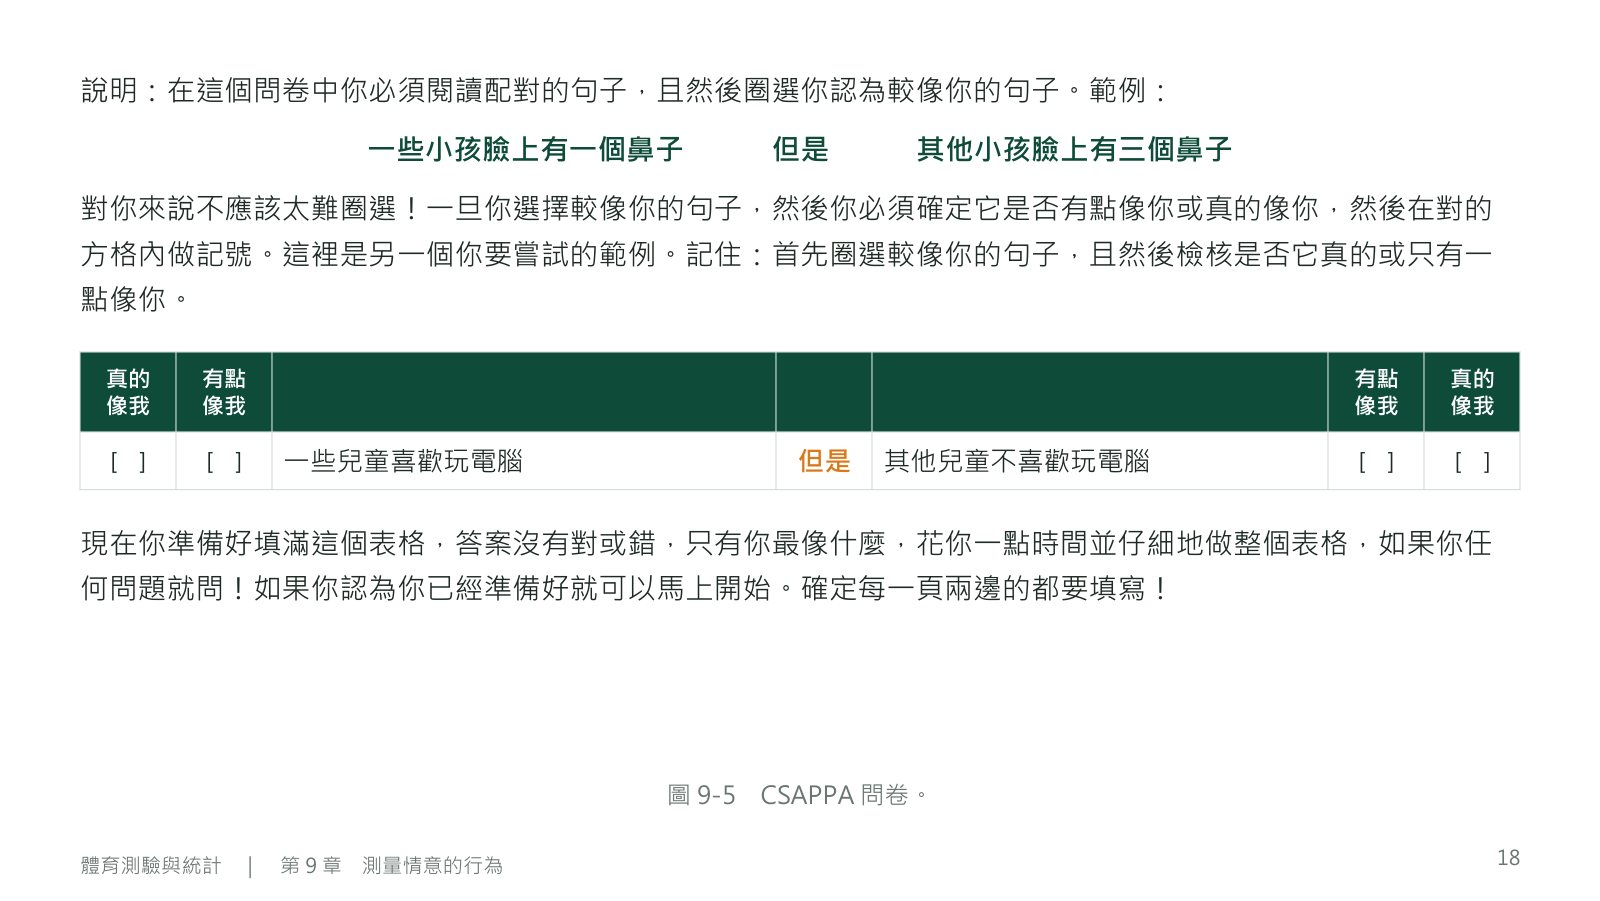 說明：在這個問卷中你必須閱讀配對的句子，且然後圈選你認為較像你的句子。範例：
一些小孩臉上有一個鼻子　但是　其他小孩臉上有三個鼻子
對你來說不應該太難圈選！一旦你選擇較像你的句子，然後你必須確定它是否有點像你或真的像你，然後在對的
方格內做記號。這裡是另一個你要嘗試的範例。記住：首先圈選較像你的句子，且然後檢核是否它真的或只有一
點像你。
真的像我　有點像我　有點像我　真的像我
[ ]　[ ]　一些兒童喜歡玩電腦　但是　其他兒童不喜歡玩電腦　[ ]　[ ]
現在你準備好填滿這個表格，答案沒有對或錯，只有你最像什麼，花你一點時間並仔細地做整個表格，如果你任
何問題就問！如果你認為你已經準備好就可以馬上開始。確定每一頁兩邊的都要填寫！
圖 9-5　CSAPPA 問卷。
體育測驗與統計　|　第 9 章　測量情意的行為
18